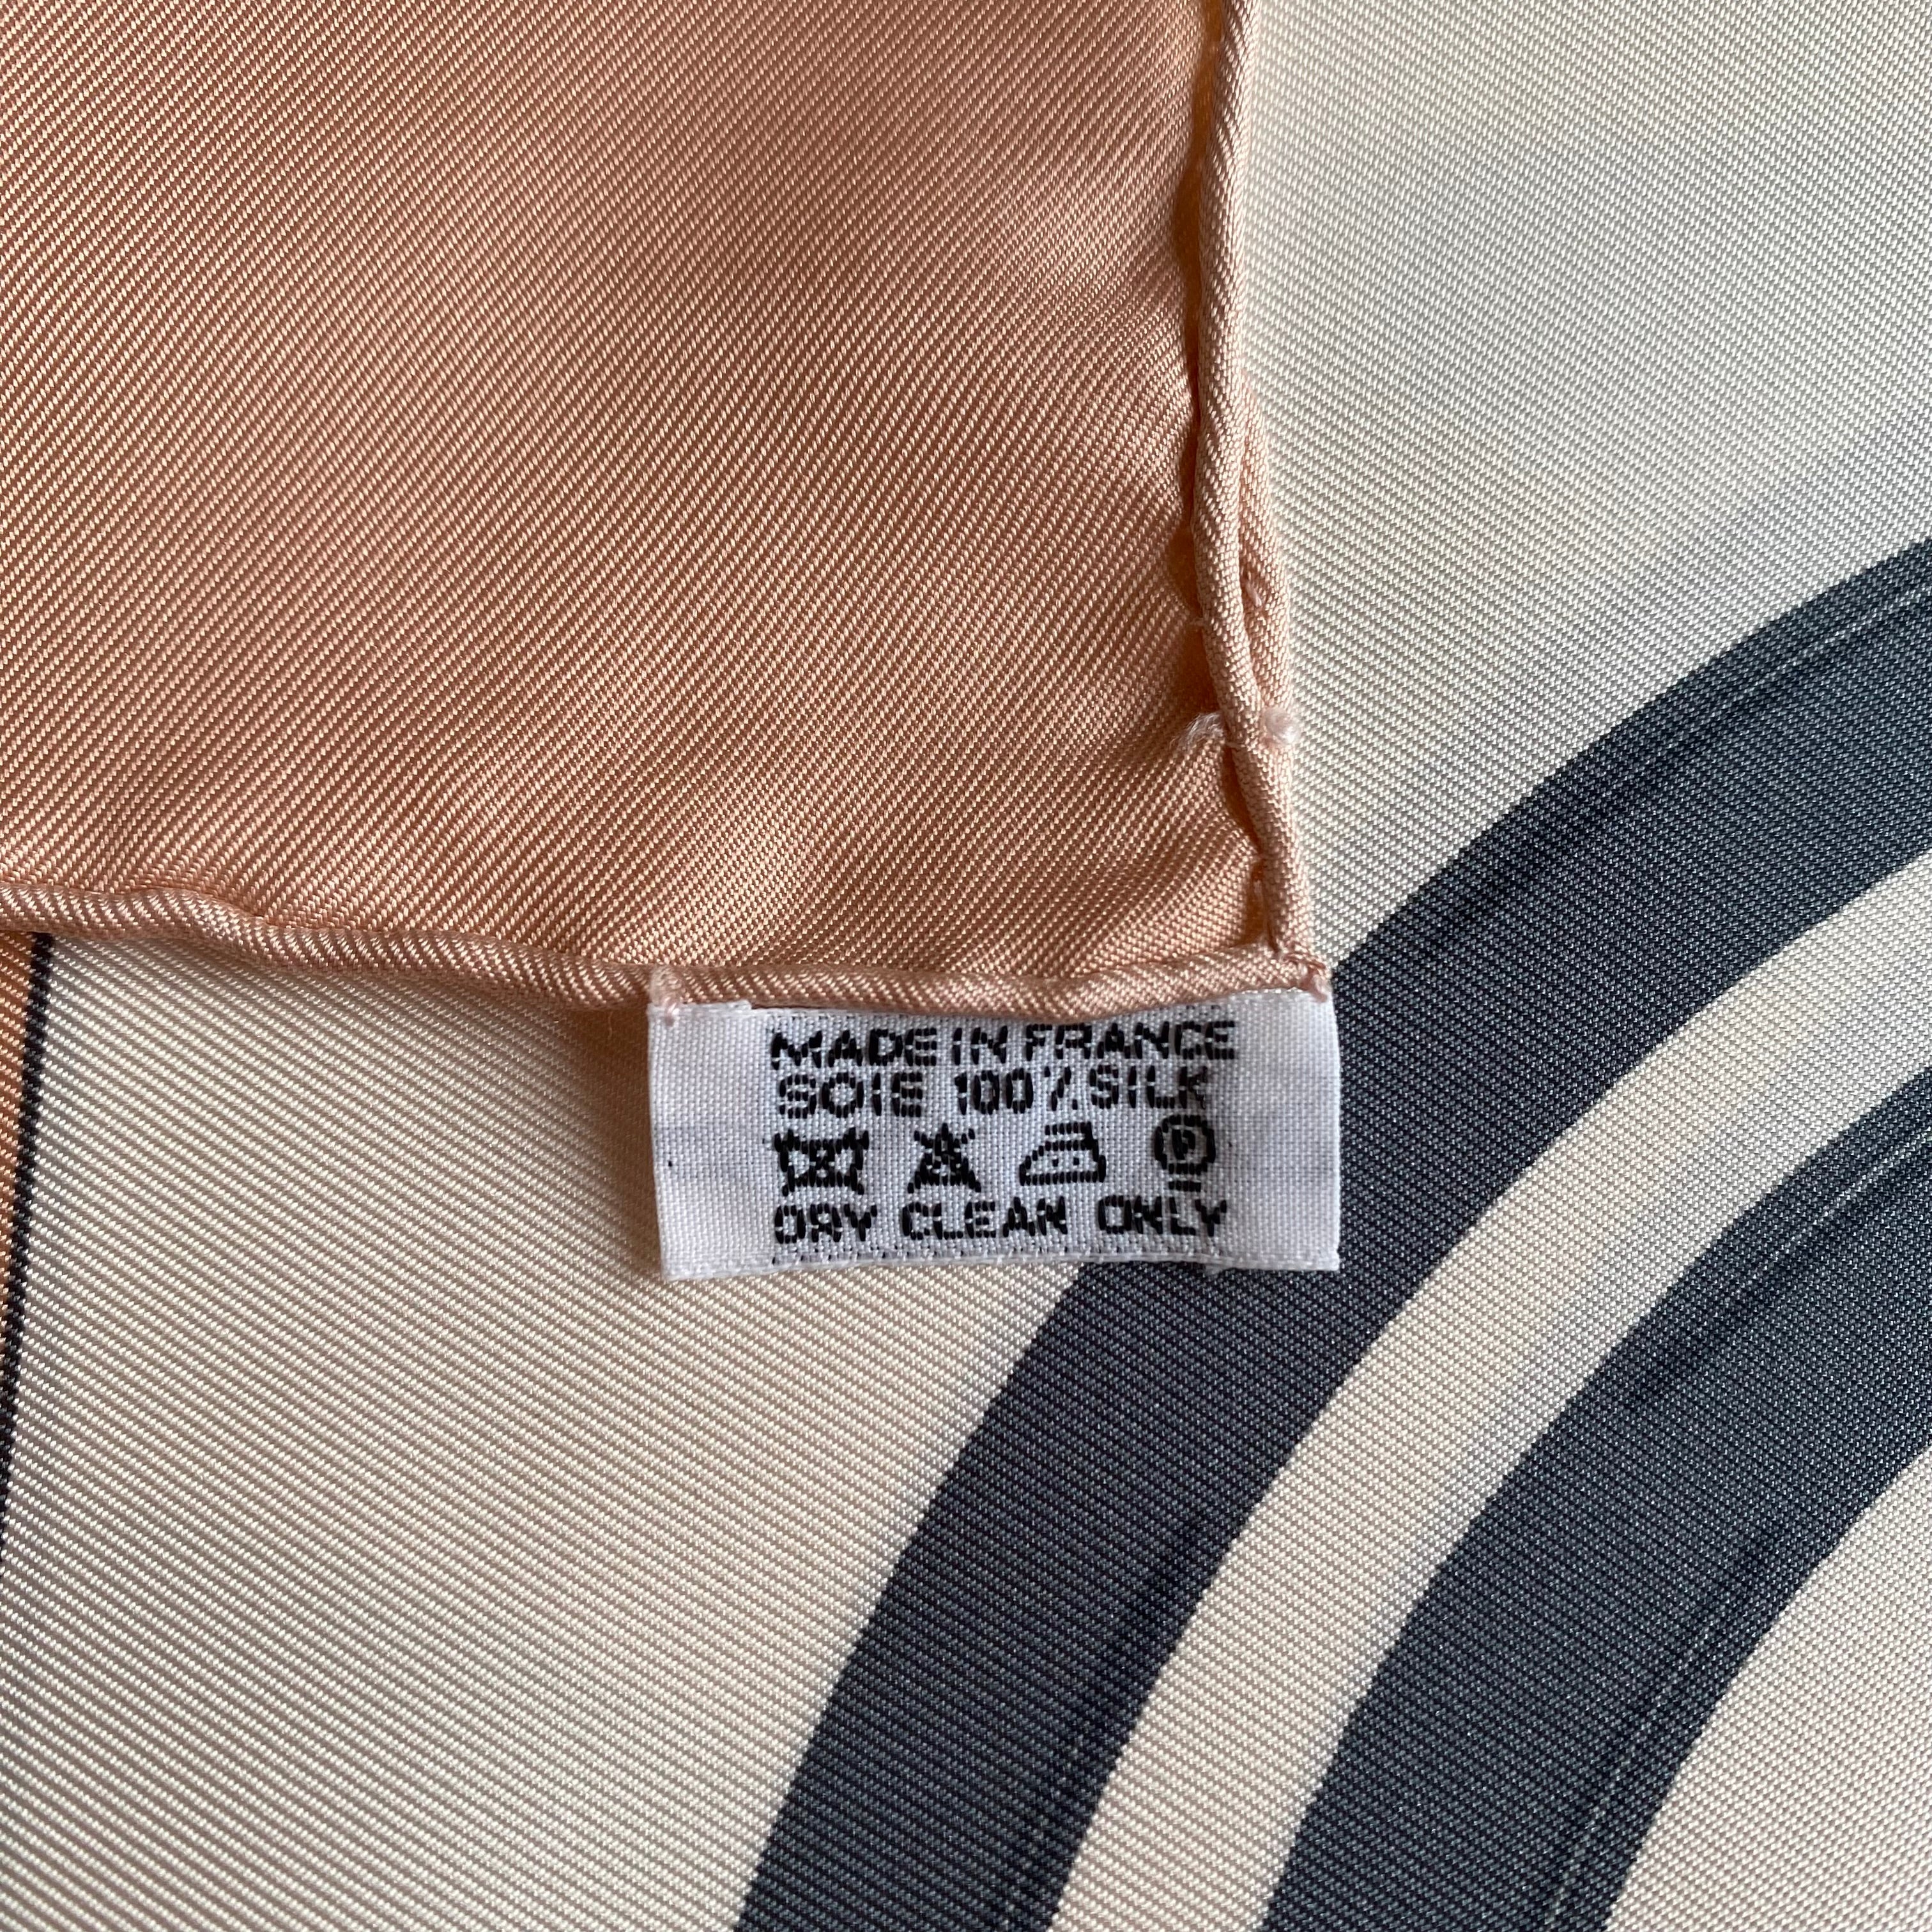 MADE IN FRANCE
SOIE 100% SILK
DRY CLEAN ONLY